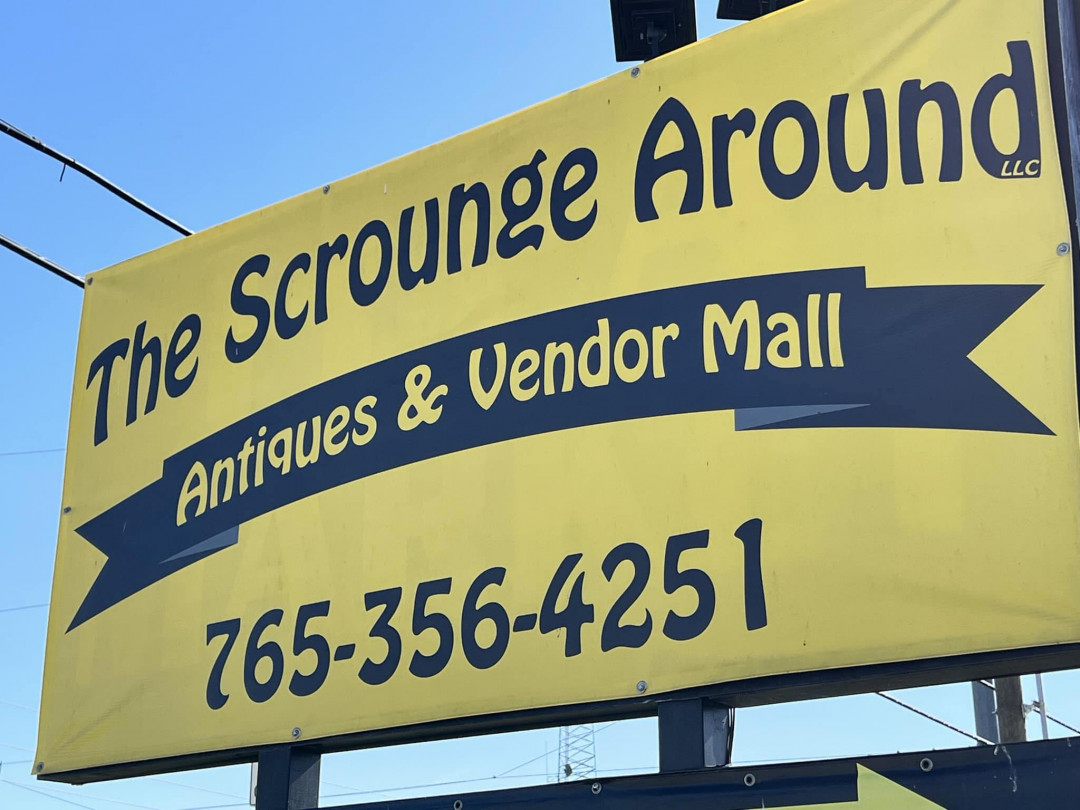 The Scrounge Around
LLC
Antiques & Vendor Mall
765-356-4251